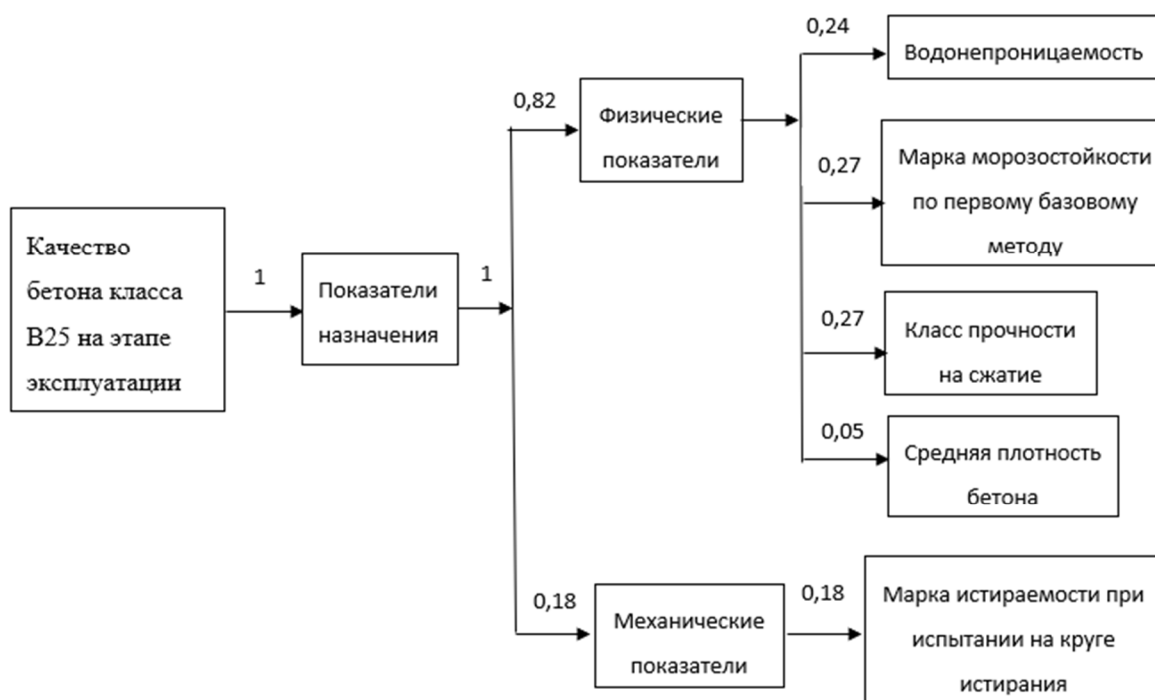 Качество
бетона класса
В25 на этапе
эксплуатации
1
Показатели
назначения
1
0,82
Физические
показатели
0,24
Водонепроницаемость
0,27
Марка морозостойкости
по первому базовому
методу
0,27
Класс прочности
на сжатие
0,05
Средняя плотность
бетона
0,18
Механические
показатели
0,18
Марка истираемости при
испытании на круге
истирания